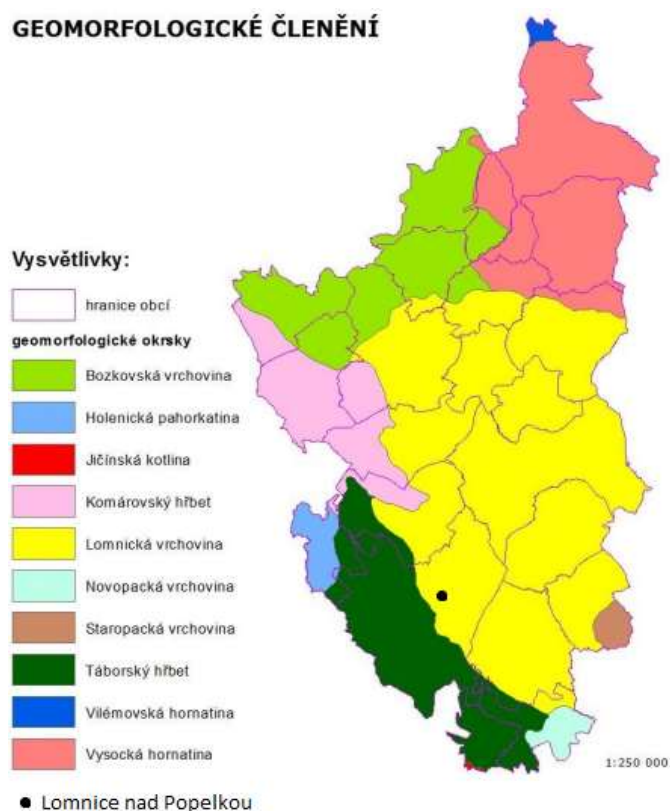 GEOMORFOLOGICKÉ ČLENĚNÍ
Vysvětlivky:
hranice obcí
geomorfologické okrsky
Bozkovská vrchovina
Holenická pahorkatina
Jičínská kotlina
Komárovský hřbet
Lomnická vrchovina
Novopacká vrchovina
Staropacká vrchovina
Táborský hřbet
Vilémovská hornatina
Vysocká hornatina
1:250 000
Lomnice nad Popelkou